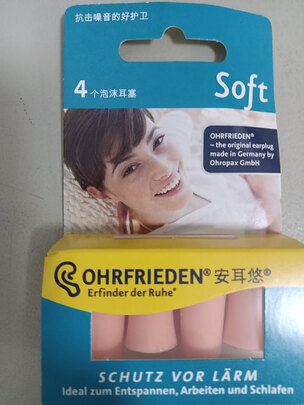 抗击噪音的好护卫
4个泡沫耳塞
Soft
OHRFRIEDEN®
– the original earplug
made in Germany by
Ohropax GmbH
OHRFRIEDEN® 安耳悠®
Erfinder der Ruhe®
SCHUTZ VOR LÄRM
Ideal zum Entspannen, Arbeiten und Schlafen